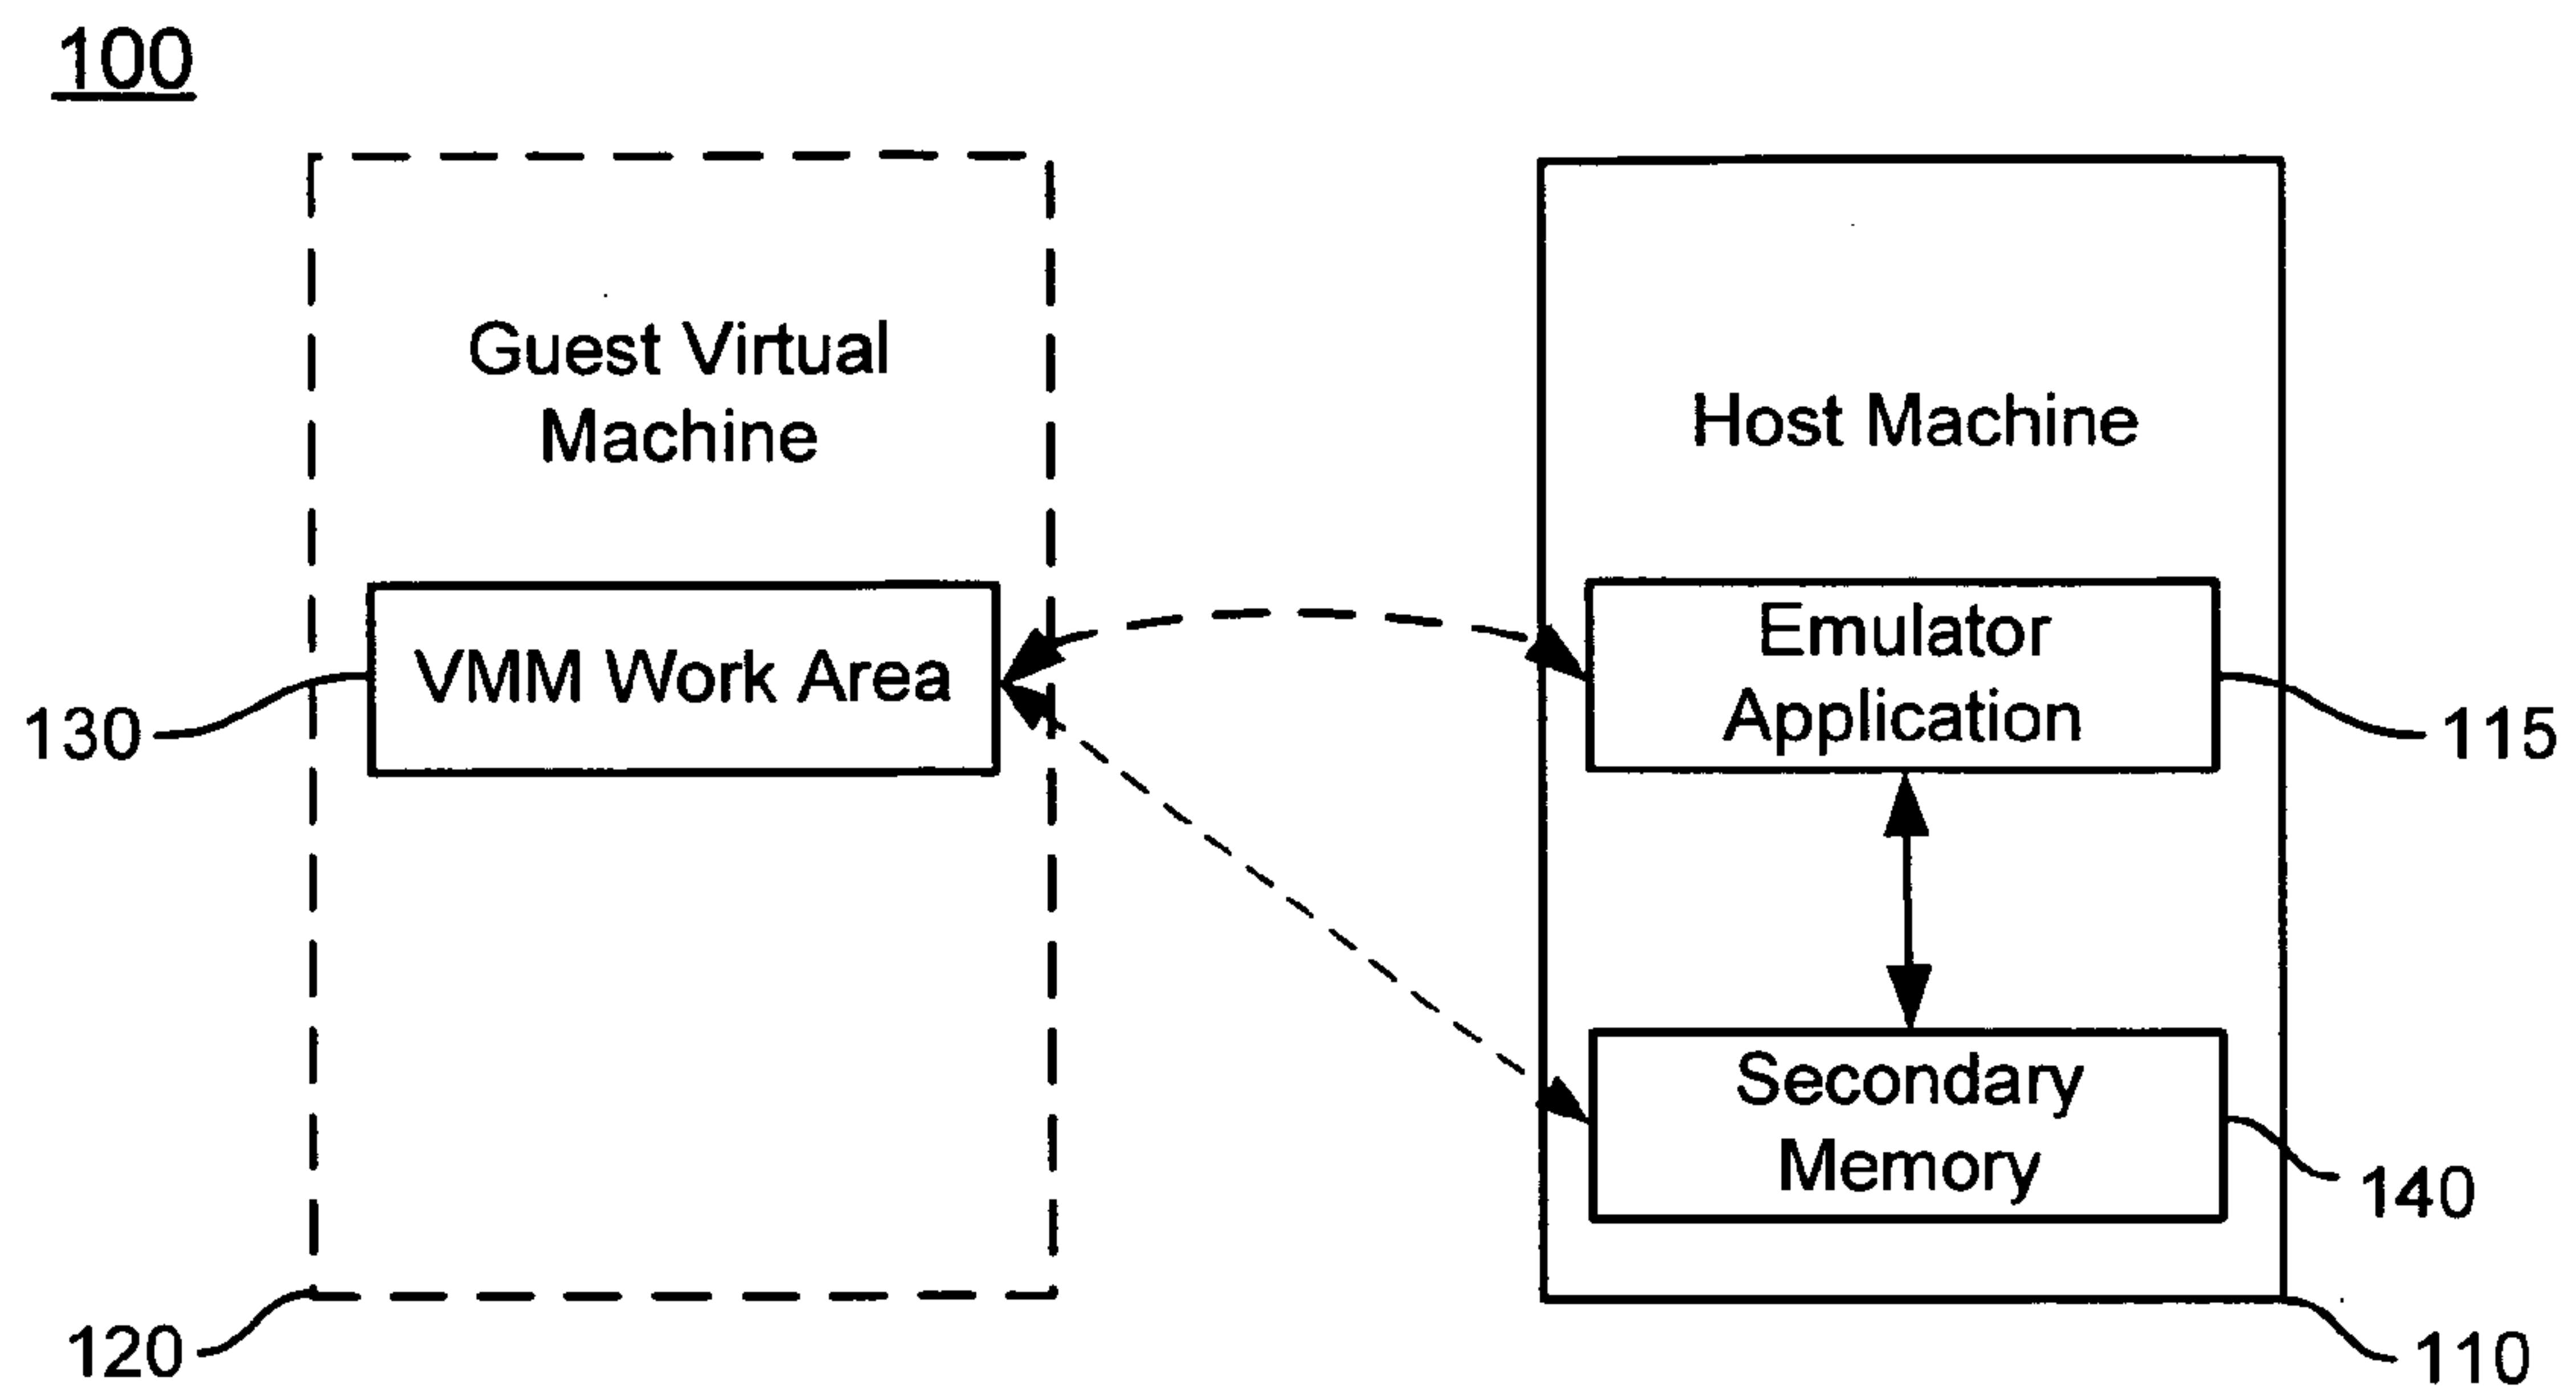 100
Guest Virtual
Machine
Host Machine
VMM Work Area
Emulator
Application
130
115
Secondary
Memory
140
120
110